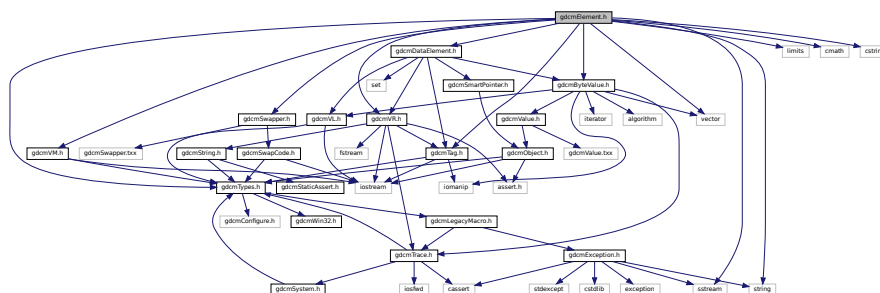 gdcmElement.h
limits
cmath
gdcmDataElement.h
set
gdcmSmartPointer.h
gdcmByteValue.h
gdcmSwapper.h
gdcmVL.h
gdcmVR.h
gdcmValue.h
iterator
algorithm
vector
gdcmVM.h
gdcmSwapper.txx
gdcmString.h
gdcmSwapCode.h
fstream
gdcmTag.h
gdcmObject.h
gdcmValue.txx
gdcmTypes.h
gdcmStaticAssert.h
iostream
iomanip
assert.h
gdcmConfigure.h
gdcmWin32.h
gdcmLegacyMacro.h
gdcmTrace.h
gdcmException.h
gdcmSystem.h
iosfwd
cassert
stdexcept
cstdlib
exception
sstream
string